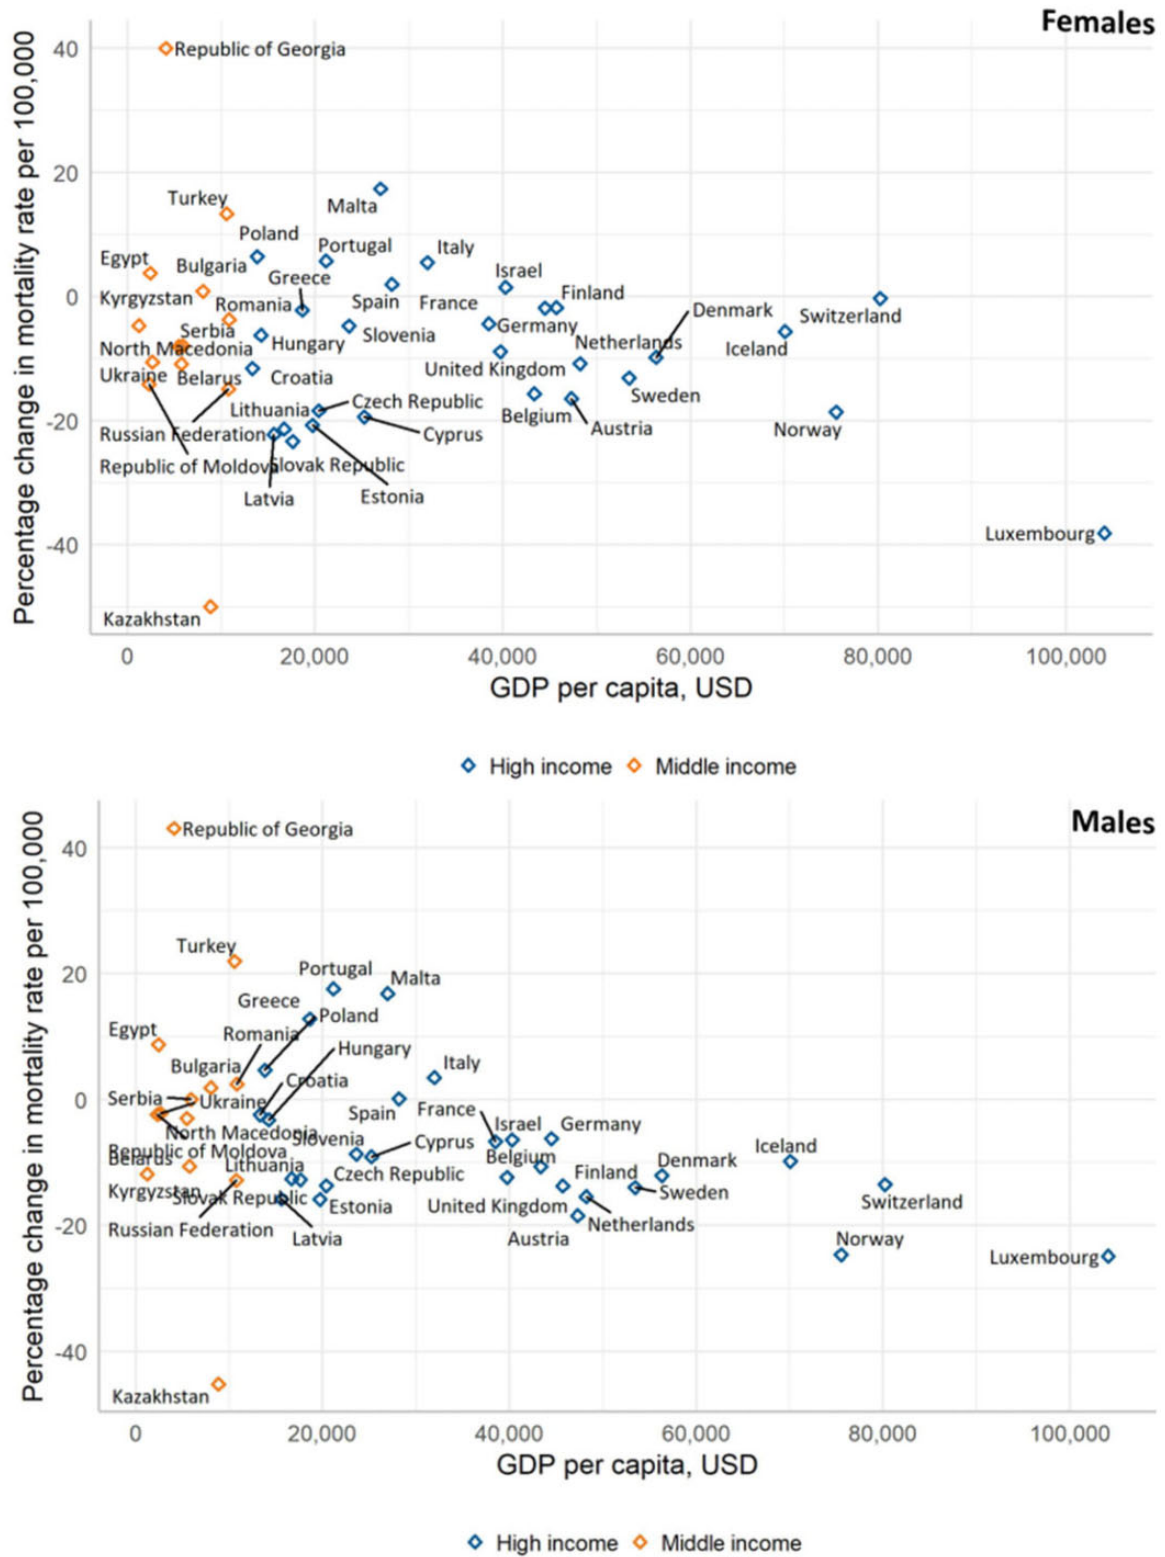 Females
Percentage change in mortality rate per 100,000
40
20
0
-20
-40
Republic of Georgia
Turkey
Malta
Poland
Portugal
Italy
Egypt
Bulgaria
Greece
Israel
Kyrgyzstan
Romania
Spain
France
Finland
Denmark
Switzerland
Serbia
Hungary
Slovenia
Germany
Netherlands
Iceland
North Macedonia
Ukraine
Belarus
Croatia
United Kingdom
Sweden
Lithuania
Czech Republic
Belgium
Austria
Norway
Russian Federation
Cyprus
Republic of Moldova
Slovak Republic
Latvia
Estonia
Luxembourg
Kazakhstan
0 20,000 40,000 60,000 80,000 100,000
GDP per capita, USD
High income Middle income
Males
Percentage change in mortality rate per 100,000
40
20
0
-20
-40
Republic of Georgia
Turkey
Portugal
Malta
Greece
Poland
Egypt
Romania
Hungary
Bulgaria
Croatia
Italy
Serbia
Ukraine
Spain
France
Israel
Germany
North Macedonia
Slovenia
Cyprus
Republic of Moldova
Belarus
Lithuania
Belgium
Denmark
Iceland
Kyrgyzstan
Slovak Republic
Czech Republic
Finland
Sweden
Switzerland
Estonia
United Kingdom
Netherlands
Russian Federation
Latvia
Austria
Norway
Luxembourg
Kazakhstan
0 20,000 40,000 60,000 80,000 100,000
GDP per capita, USD
High income Middle income